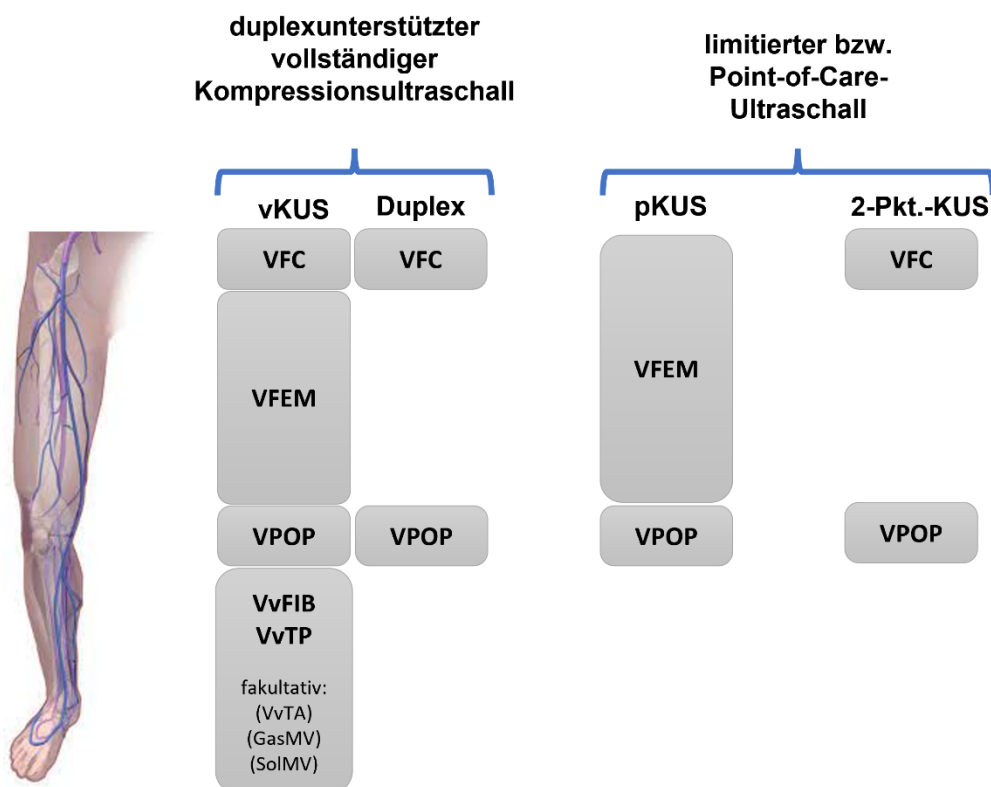 duplexunterstützter
vollständiger
Kompressionsultraschall
limitierter bzw.
Point-of-Care-
Ultraschall
vKUS
Duplex
pKUS
2-Pkt.-KUS
VFC
VFC
VFC
VFEM
VFEM
VPOP
VPOP
VPOP
VPOP
VvFIB
VvTP
fakultativ:
(VvTA)
(GasMV)
(SolMV)